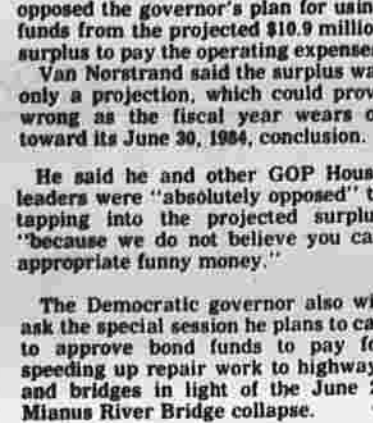 opposed the governor's plan for usin
funds from the projected $10.9 millio
surplus to pay the operating expense
Van Norstrand said the surplus wa
only a projection, which could prov
wrong as the fiscal year wears o
toward its June 30, 1984, conclusion.
He said he and other GOP Hous
leaders were "absolutely opposed" t
tapping into the projected surplu
"because we do not believe you ca
appropriate funny money."
The Democratic governor also wi
ask the special session he plans to ca
to approve bond funds to pay fo
speeding up repair work to highway
and bridges in light of the June 2
Mianus River Bridge collapse.